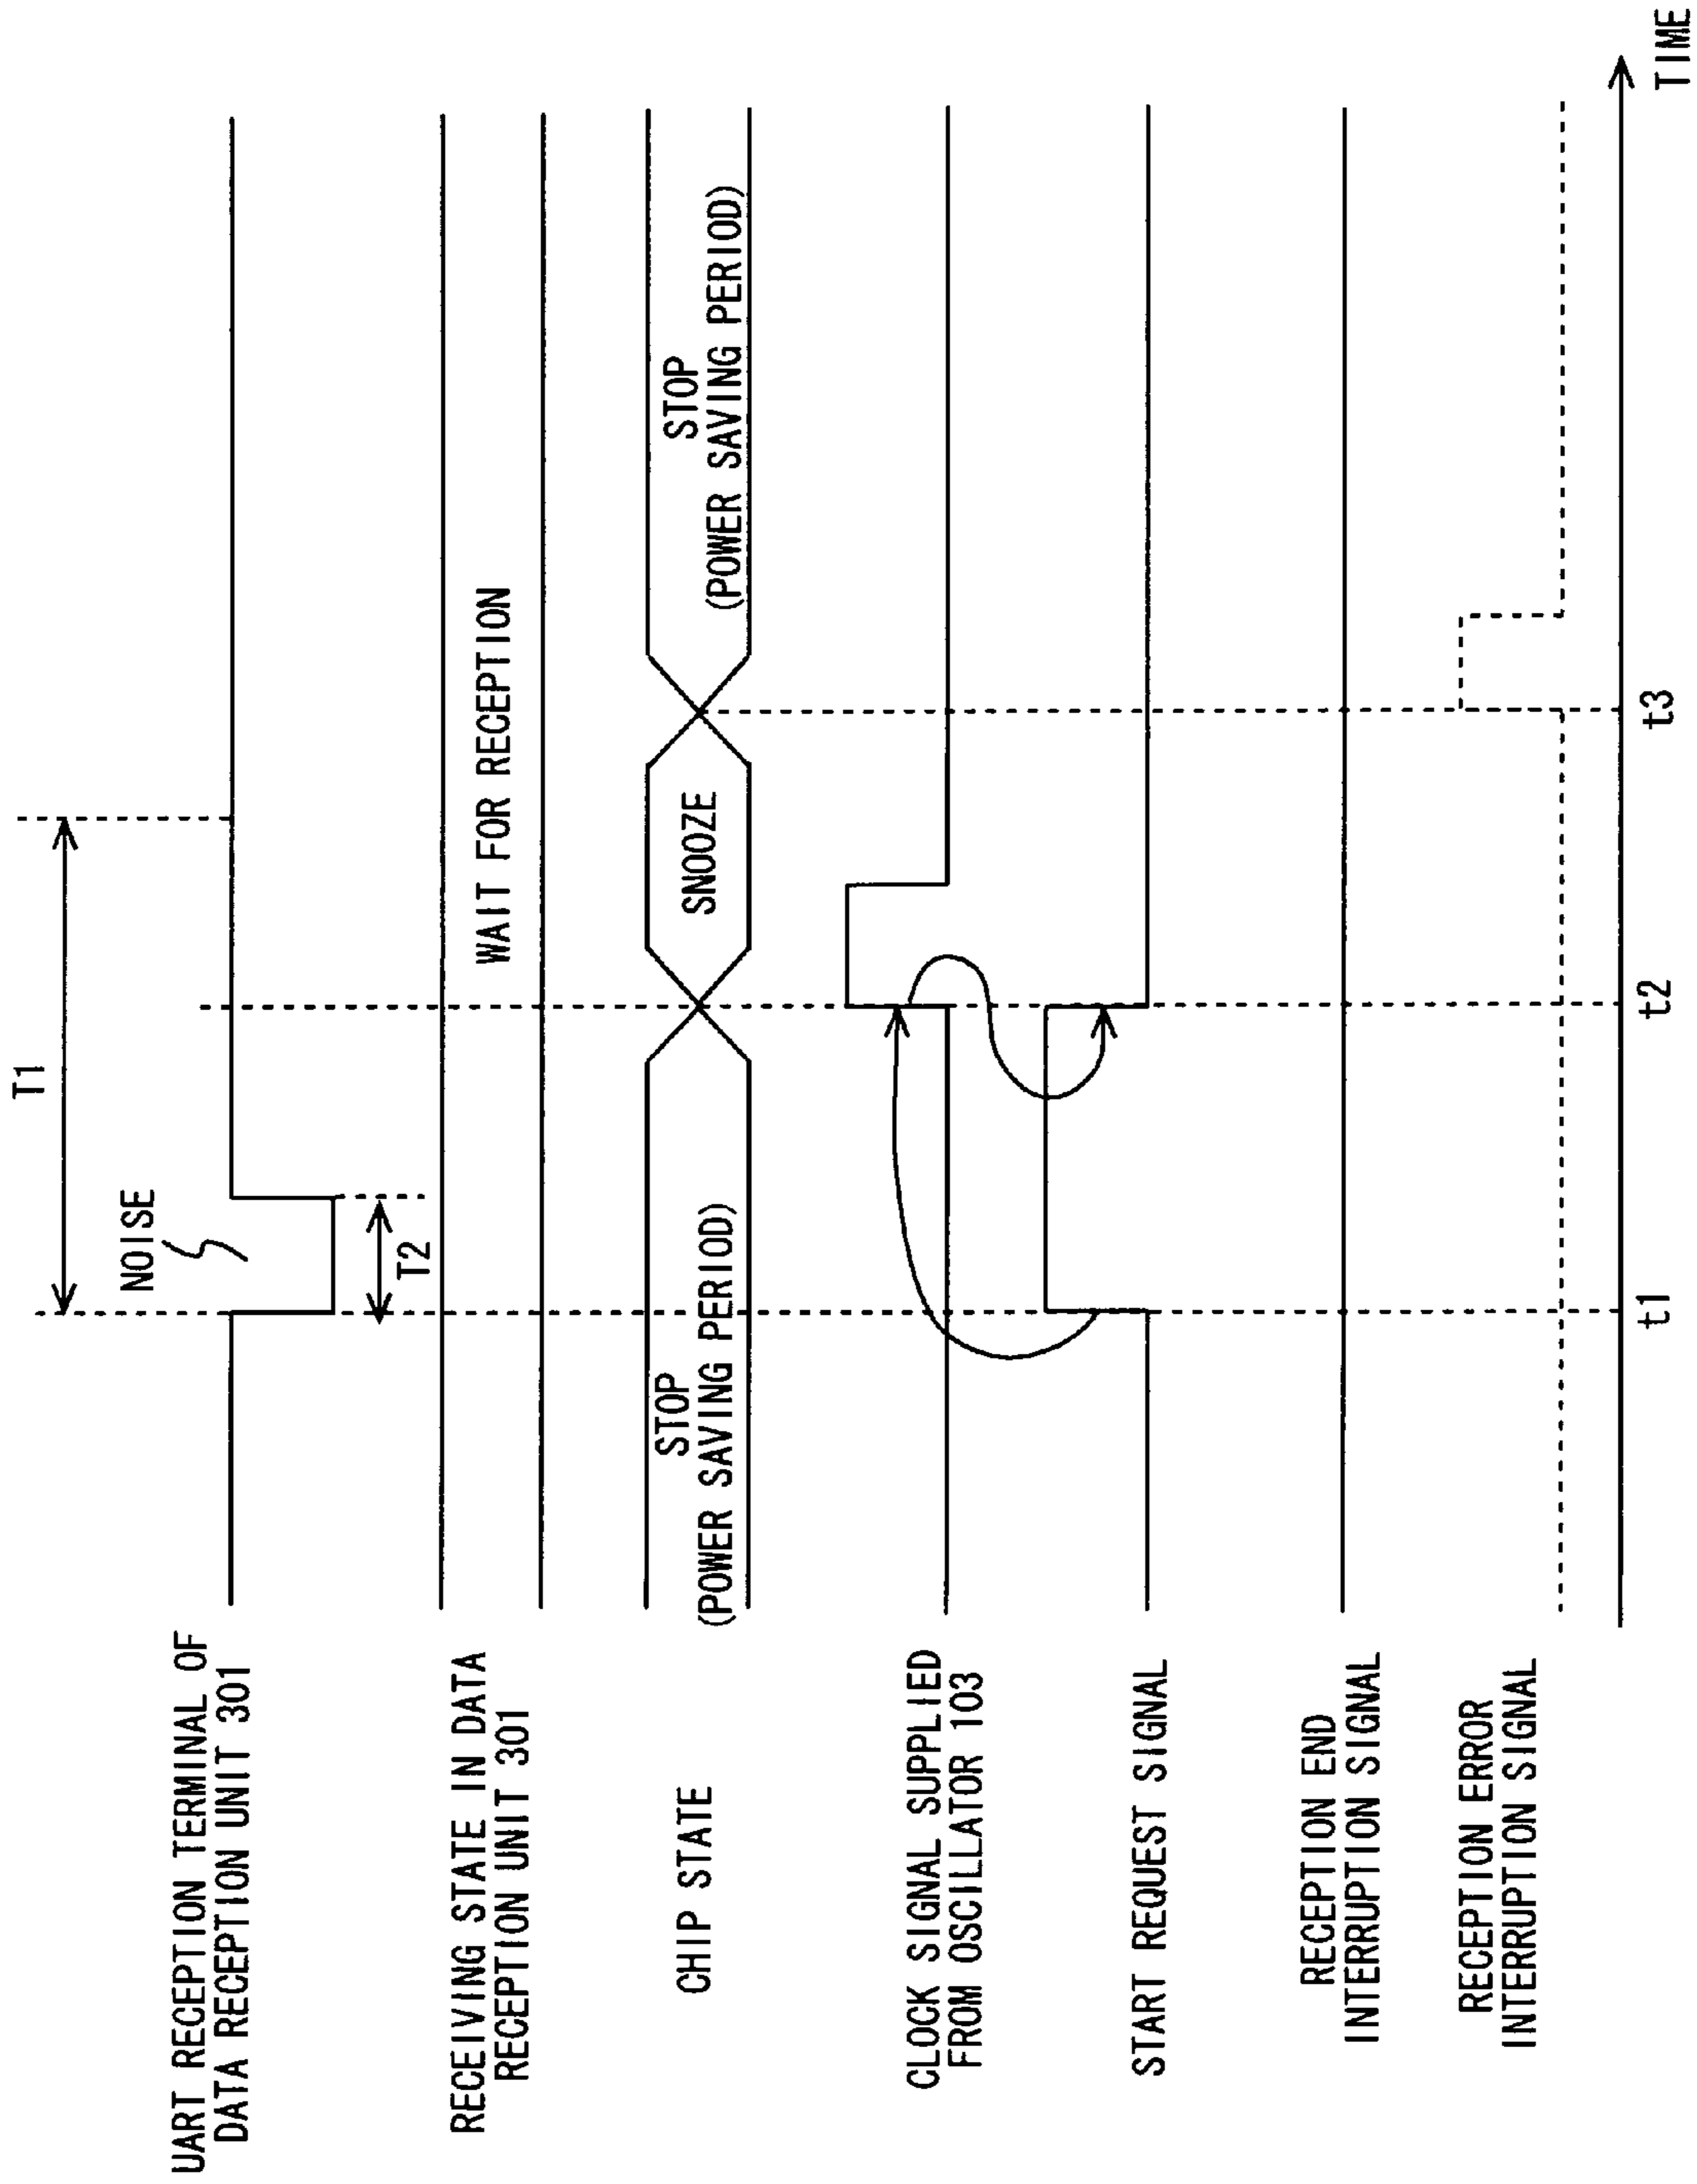 T1
NOISE
T2
UART RECEPTION TERMINAL OF
DATA RECEPTION UNIT 301
RECEIVING STATE IN DATA
RECEPTION UNIT 301
WAIT FOR RECEPTION
CHIP STATE
STOP
(POWER SAVING PERIOD)
SNOOZE
STOP
(POWER SAVING PERIOD)
CLOCK SIGNAL SUPPLIED
FROM OSCILLATOR 103
START REQUEST SIGNAL
RECEPTION END
INTERRUPTION SIGNAL
RECEPTION ERROR
INTERRUPTION SIGNAL
t1
t2
t3
TIME